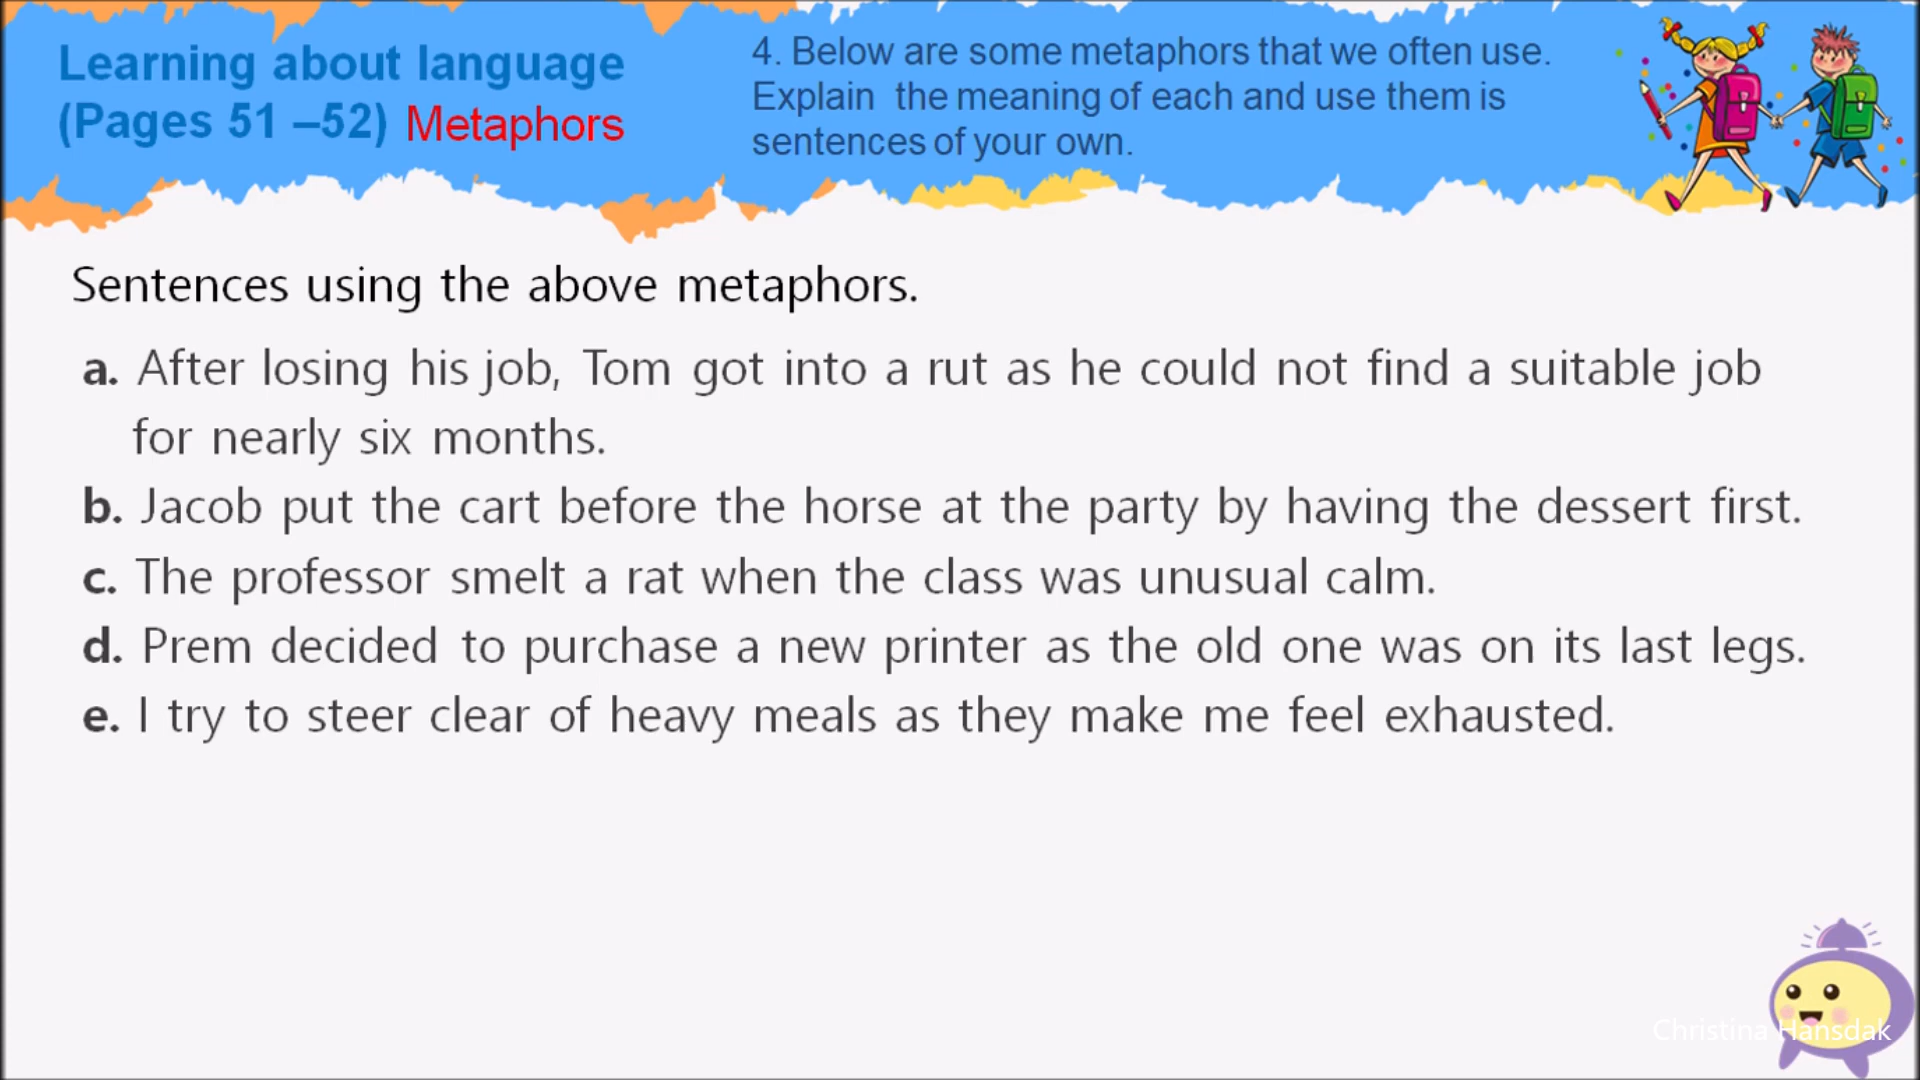 Learning about language
(Pages 51 –52) Metaphors
4. Below are some metaphors that we often use.
Explain the meaning of each and use them is
sentences of your own.
Sentences using the above metaphors.
a. After losing his job, Tom got into a rut as he could not find a suitable job
for nearly six months.
b. Jacob put the cart before the horse at the party by having the dessert first.
c. The professor smelt a rat when the class was unusual calm.
d. Prem decided to purchase a new printer as the old one was on its last legs.
e. I try to steer clear of heavy meals as they make me feel exhausted.
Christina Hansdak